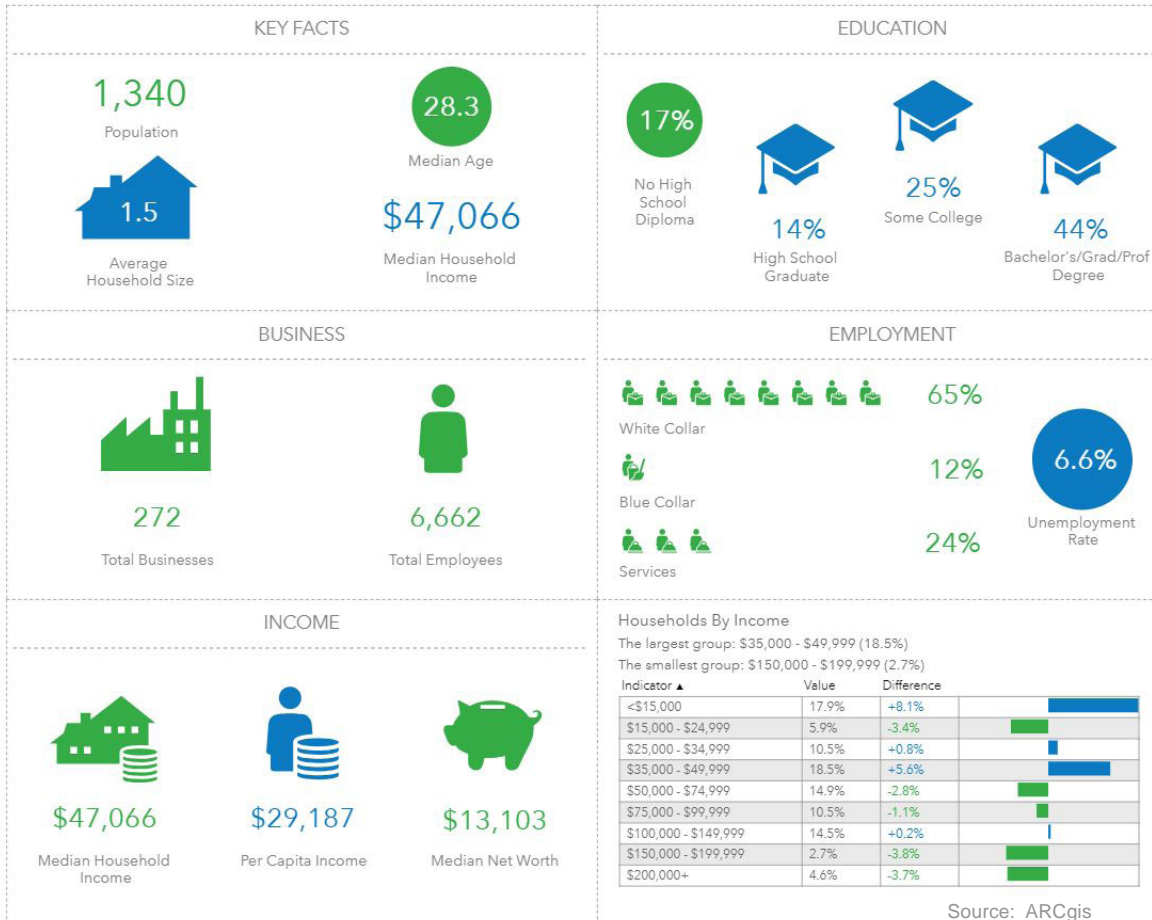 KEY FACTS
1,340
Population
28.3
Median Age
1.5
Average
Household Size
$47,066
Median Household
Income
EDUCATION
17%
No High
School
Diploma
14%
High School
Graduate
25%
Some College
44%
Bachelor's/Grad/Prof
Degree
BUSINESS
272
Total Businesses
6,662
Total Employees
EMPLOYMENT
65%
White Collar
12%
Blue Collar
24%
Services
6.6%
Unemployment
Rate
INCOME
$47,066
Median Household
Income
$29,187
Per Capita Income
$13,103
Median Net Worth
Households By Income
The largest group: $35,000 - $49,999 (18.5%)
The smallest group: $150,000 - $199,999 (2.7%)
Indicator ▲ Value Difference
<$15,000 17.9% +8.1%
$15,000 - $24,999 5.9% -3.4%
$25,000 - $34,999 10.5% +0.8%
$35,000 - $49,999 18.5% +5.6%
$50,000 - $74,999 14.9% -2.8%
$75,000 - $99,999 10.5% -1.1%
$100,000 - $149,999 14.5% +0.2%
$150,000 - $199,999 2.7% -3.8%
$200,000+ 4.6% -3.7%
Source: ARCgis